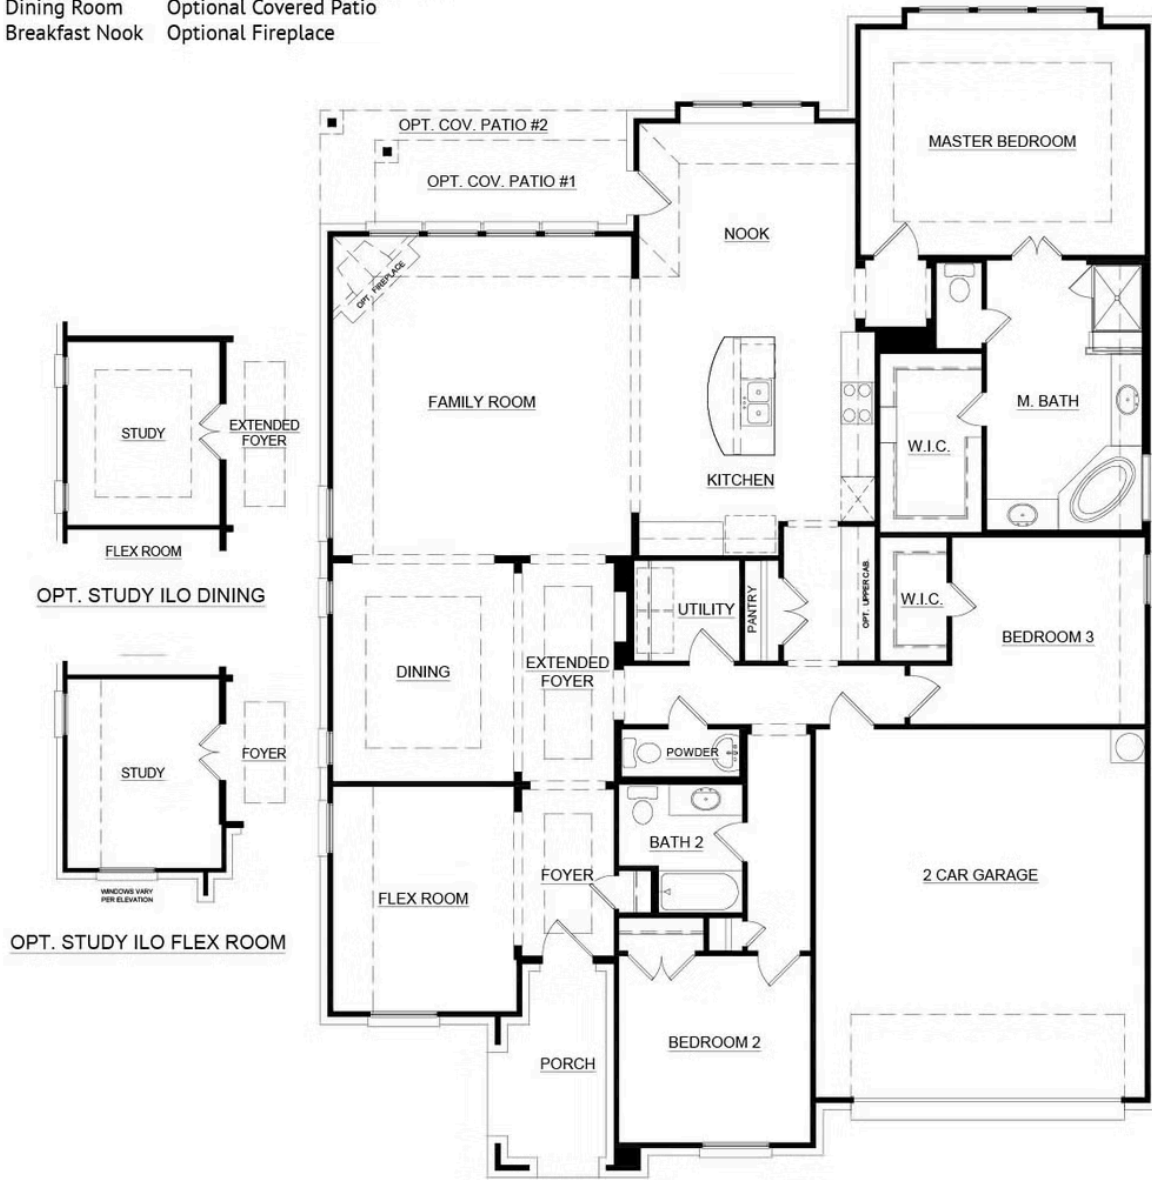 Dining Room Optional Covered Patio
Breakfast Nook Optional Fireplace
OPT. COV. PATIO #2
OPT. COV. PATIO #1
MASTER BEDROOM
NOOK
OPT. FIREPLACE
FAMILY ROOM
M. BATH
W.I.C.
KITCHEN
STUDY
EXTENDED
FOYER
FLEX ROOM
OPT. STUDY ILO DINING
UTILITY
PANTRY
OPT. UPPER CAB.
W.I.C.
BEDROOM 3
DINING
EXTENDED
FOYER
POWDER
STUDY
FOYER
WINDOWS VARY
PER ELEVATION
OPT. STUDY ILO FLEX ROOM
BATH 2
FOYER
FLEX ROOM
2 CAR GARAGE
BEDROOM 2
PORCH